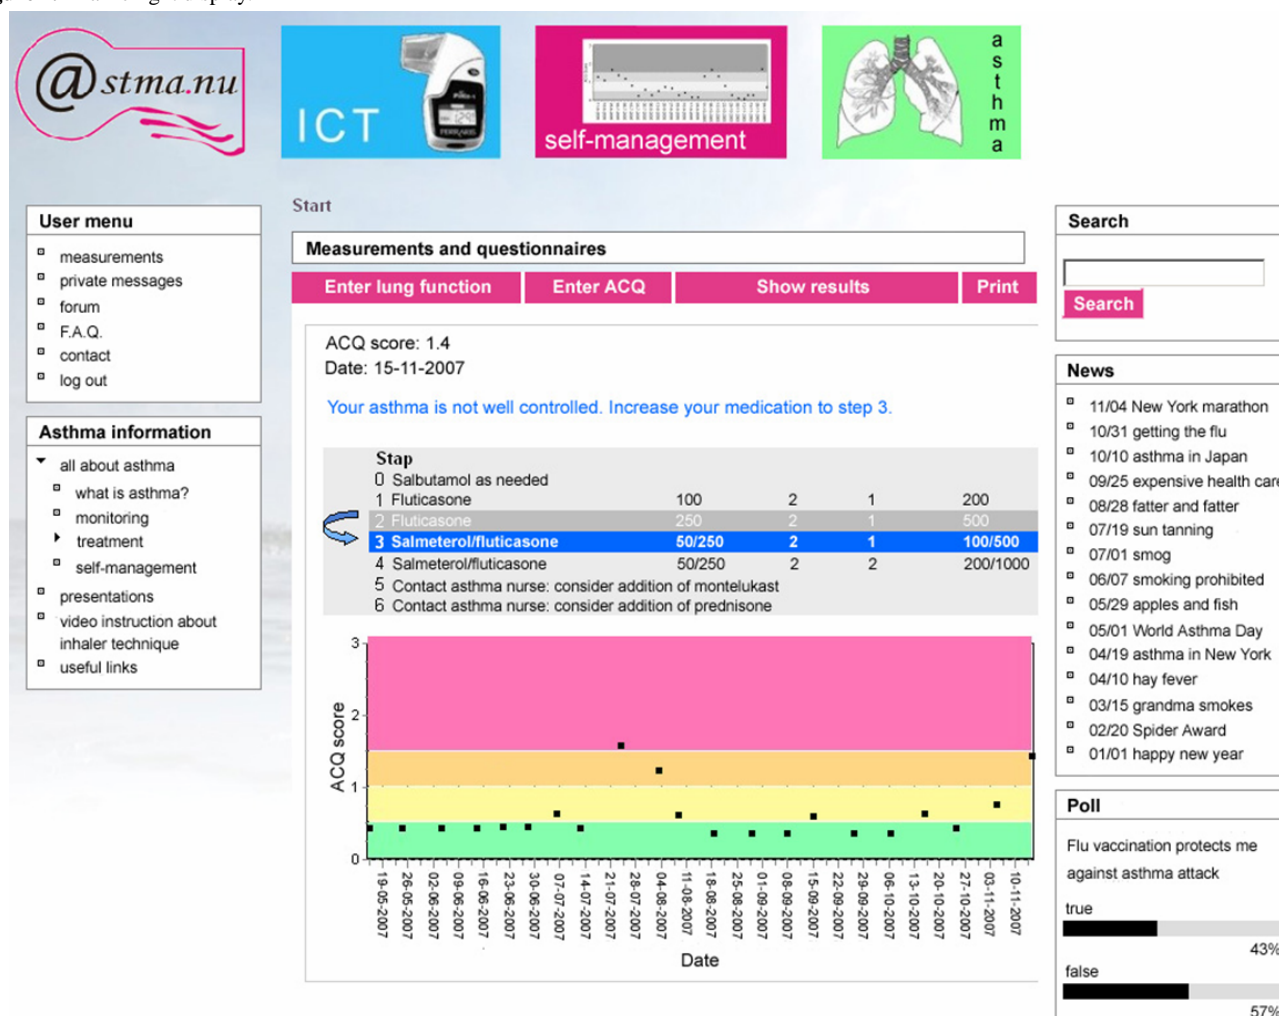 @stma.nu
ICT
self-management
asthma
User menu
measurements
private messages
forum
F.A.Q.
contact
log out
Asthma information
all about asthma
what is asthma?
monitoring
treatment
self-management
presentations
video instruction about
inhaler technique
useful links
Start
Measurements and questionnaires
Enter lung function Enter ACQ Show results Print
ACQ score: 1.4
Date: 15-11-2007
Your asthma is not well controlled. Increase your medication to step 3.
Stap
0 Salbutamol as needed
1 Fluticasone 100 2 1 200
2 Fluticasone 250 2 1 500
3 Salmeterol/fluticasone 50/250 2 1 100/500
4 Salmeterol/fluticasone 50/250 2 2 200/1000
5 Contact asthma nurse: consider addition of montelukast
6 Contact asthma nurse: consider addition of prednisone
ACQ score
3
2
1
0
19-05-2007
26-05-2007
02-06-2007
09-06-2007
16-06-2007
23-06-2007
30-06-2007
07-07-2007
14-07-2007
21-07-2007
28-07-2007
04-08-2007
11-08-2007
18-08-2007
25-08-2007
01-09-2007
08-09-2007
15-09-2007
22-09-2007
29-09-2007
06-10-2007
13-10-2007
20-10-2007
27-10-2007
03-11-2007
10-11-2007
Date
Search
Search
News
11/04 New York marathon
10/31 getting the flu
10/10 asthma in Japan
09/25 expensive health care
08/28 fatter and fatter
07/19 sun tanning
07/01 smog
06/07 smoking prohibited
05/29 apples and fish
05/01 World Asthma Day
04/19 asthma in New York
04/10 hay fever
03/15 grandma smokes
02/20 Spider Award
01/01 happy new year
Poll
Flu vaccination protects me
against asthma attack
true
43%
false
57%